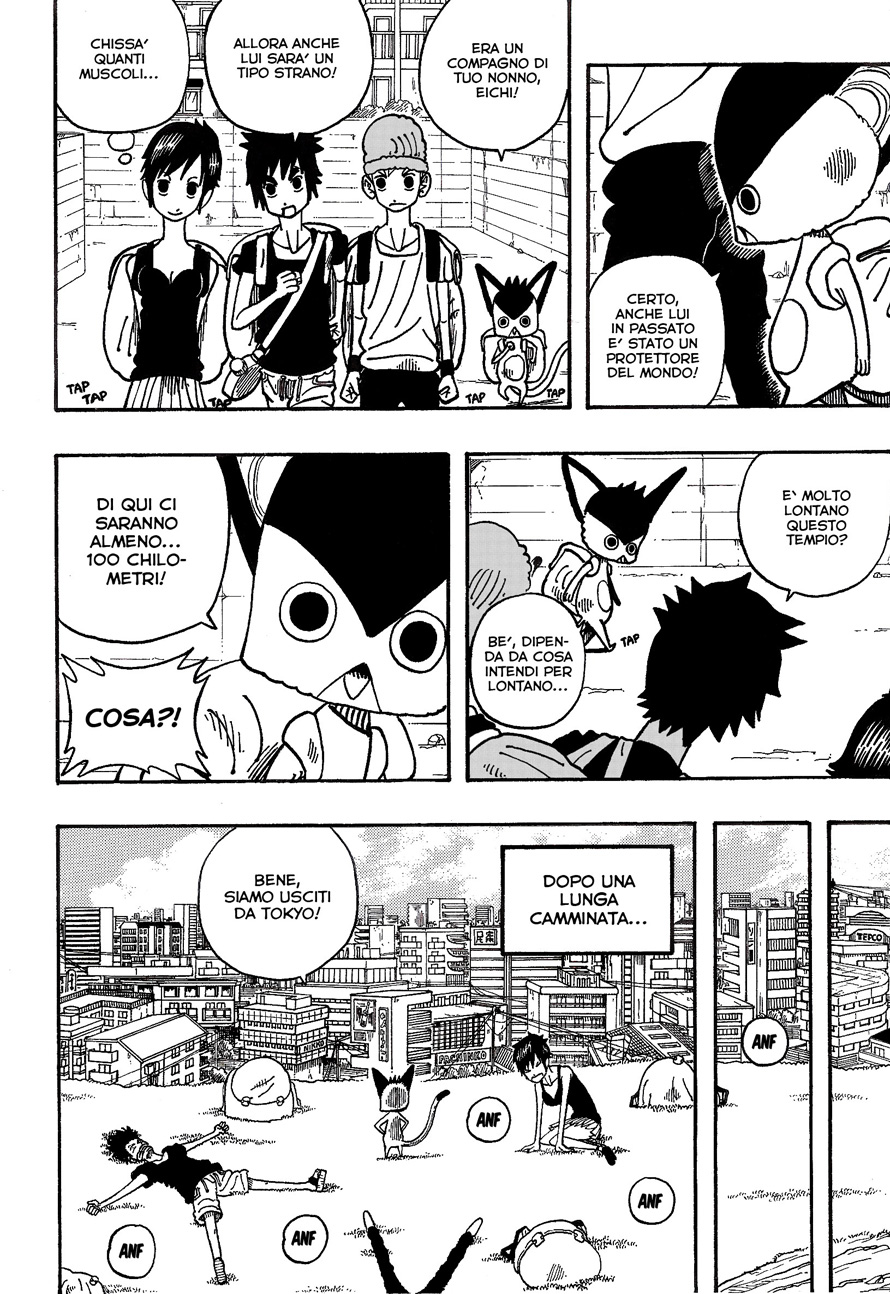 CERTO,
ANCHE LUI
IN PASSATO
E´ STATO UN
PROTETTORE
DEL MONDO!
ERA UN
COMPAGNO DI
TUO NONNO,
EICHI!
ALLORA ANCHE
LUI SARA´ UN
TIPO STRANO!
CHISSA´
QUANTI
MUSCOLI...
TAP
TAP
TAP
TAP
TAP
E` MOLTO
LONTANO
QUESTO
TEMPIO?
BE´, DIPEN-
DA DA COSA
INTENDI PER
LONTANO...
TAP
DI QUI CI
SARANNO
ALMENO...
100 CHILO-
METRI!
COSA?!
TEPCO
ANF
DOPO UNA
LUNGA
CAMMINATA...
BENE,
SIAMO USCITI
DA TOKYO!
PACHINKO
ANF
ANF
ANF
ANF